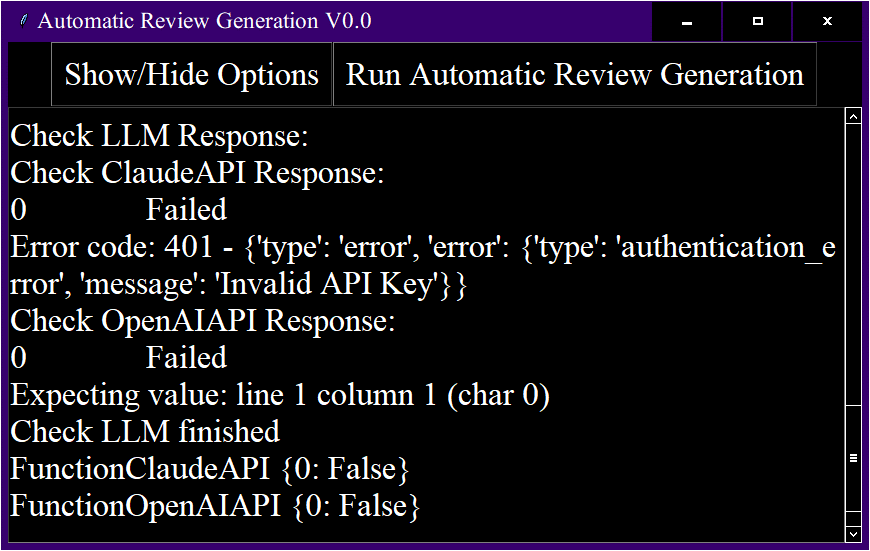 Automatic Review Generation V0.0
Show/Hide Options Run Automatic Review Generation
Check LLM Response:
Check ClaudeAPI Response:
0 Failed
Error code: 401 - {'type': 'error', 'error': {'type': 'authentication_e
rror', 'message': 'Invalid API Key'}}
Check OpenAIAPI Response:
0 Failed
Expecting value: line 1 column 1 (char 0)
Check LLM finished
FunctionClaudeAPI {0: False}
FunctionOpenAIAPI {0: False}